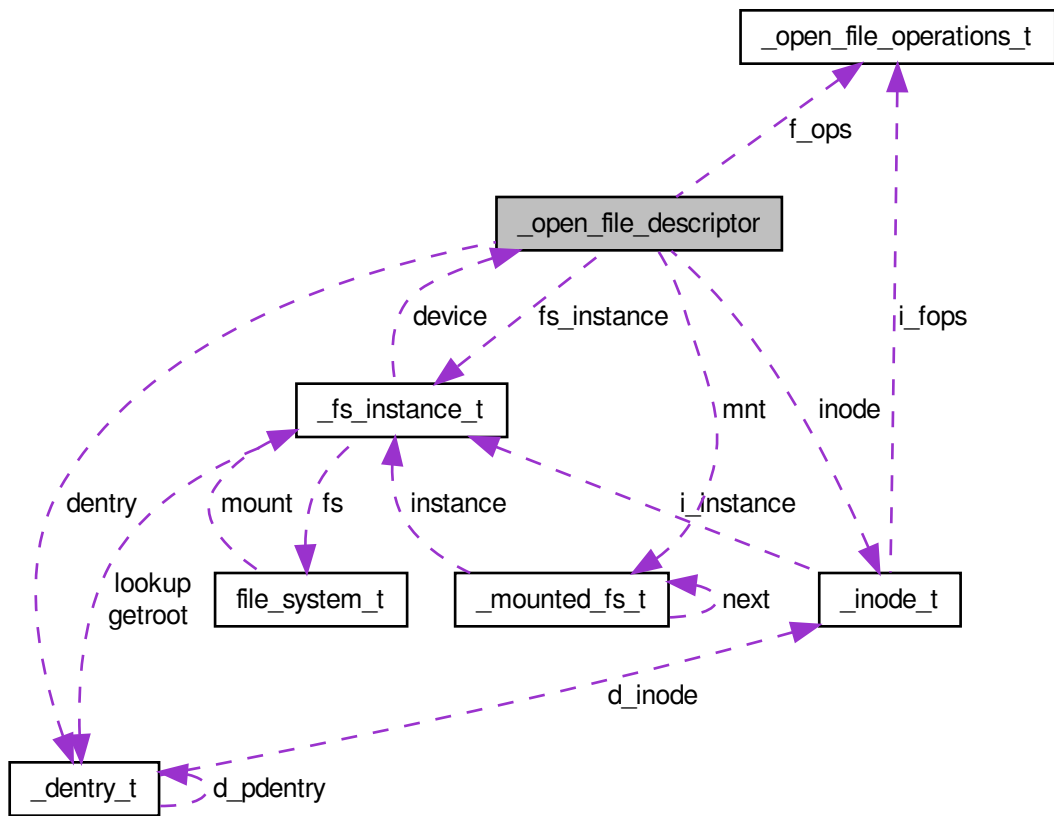 _open_file_operations_t
f_ops
_open_file_descriptor
device
fs_instance
i_fops
_fs_instance_t
mnt
inode
dentry
mount
fs
instance
i_instance
lookup
getroot
file_system_t
_mounted_fs_t
next
_inode_t
d_inode
_dentry_t
d_pdentry